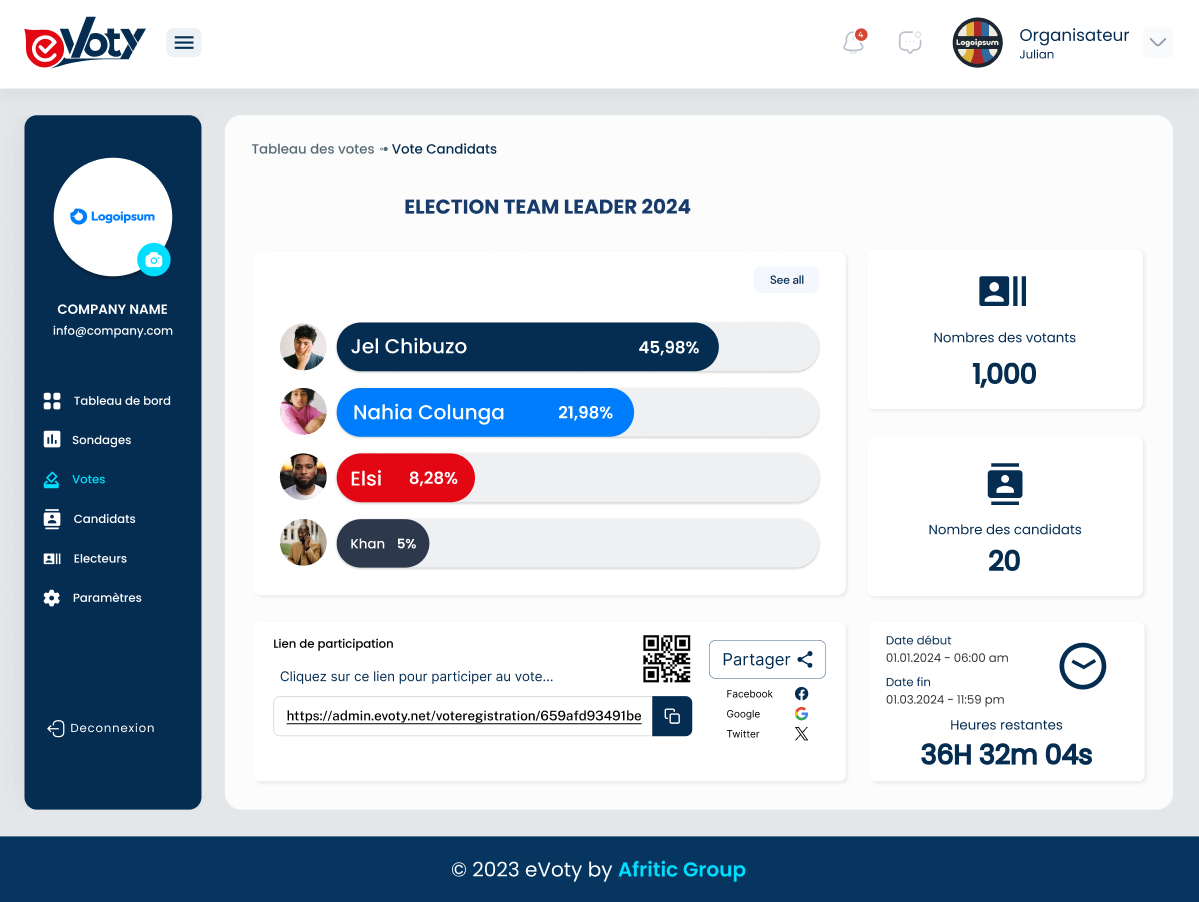 eVoty
4
Logoipsum
Organisateur
Julian
Logoipsum
COMPANY NAME
info@company.com
Tableau de bord
Sondages
Votes
Candidats
Electeurs
Paramètres
Deconnexion
Tableau des votes •• Vote Candidats
ELECTION TEAM LEADER 2024
See all
Jel Chibuzo 45,98%
Nahia Colunga 21,98%
Elsi 8,28%
Khan 5%
Nombres des votants
1,000
Nombre des candidats
20
Lien de participation
Cliquez sur ce lien pour participer au vote...
https://admin.evoty.net/voteregistration/659afd93491be
Partager
Facebook
Google
Twitter
Date début
01.01.2024 - 06:00 am
Date fin
01.03.2024 - 11:59 pm
Heures restantes
36H 32m 04s
© 2023 eVoty by Afritic Group